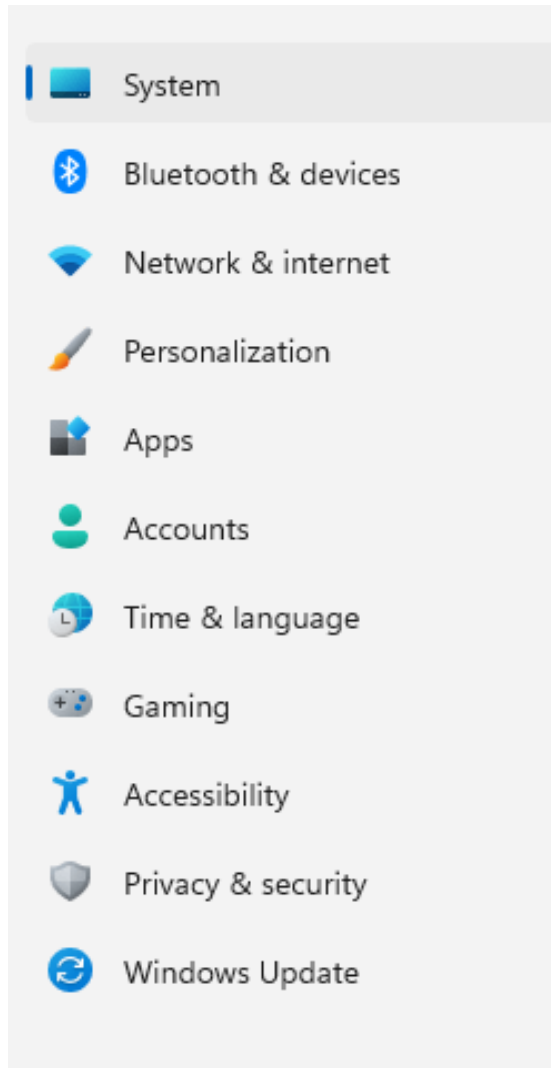 System
Bluetooth & devices
Network & internet
Personalization
Apps
Accounts
Time & language
Gaming
Accessibility
Privacy & security
Windows Update